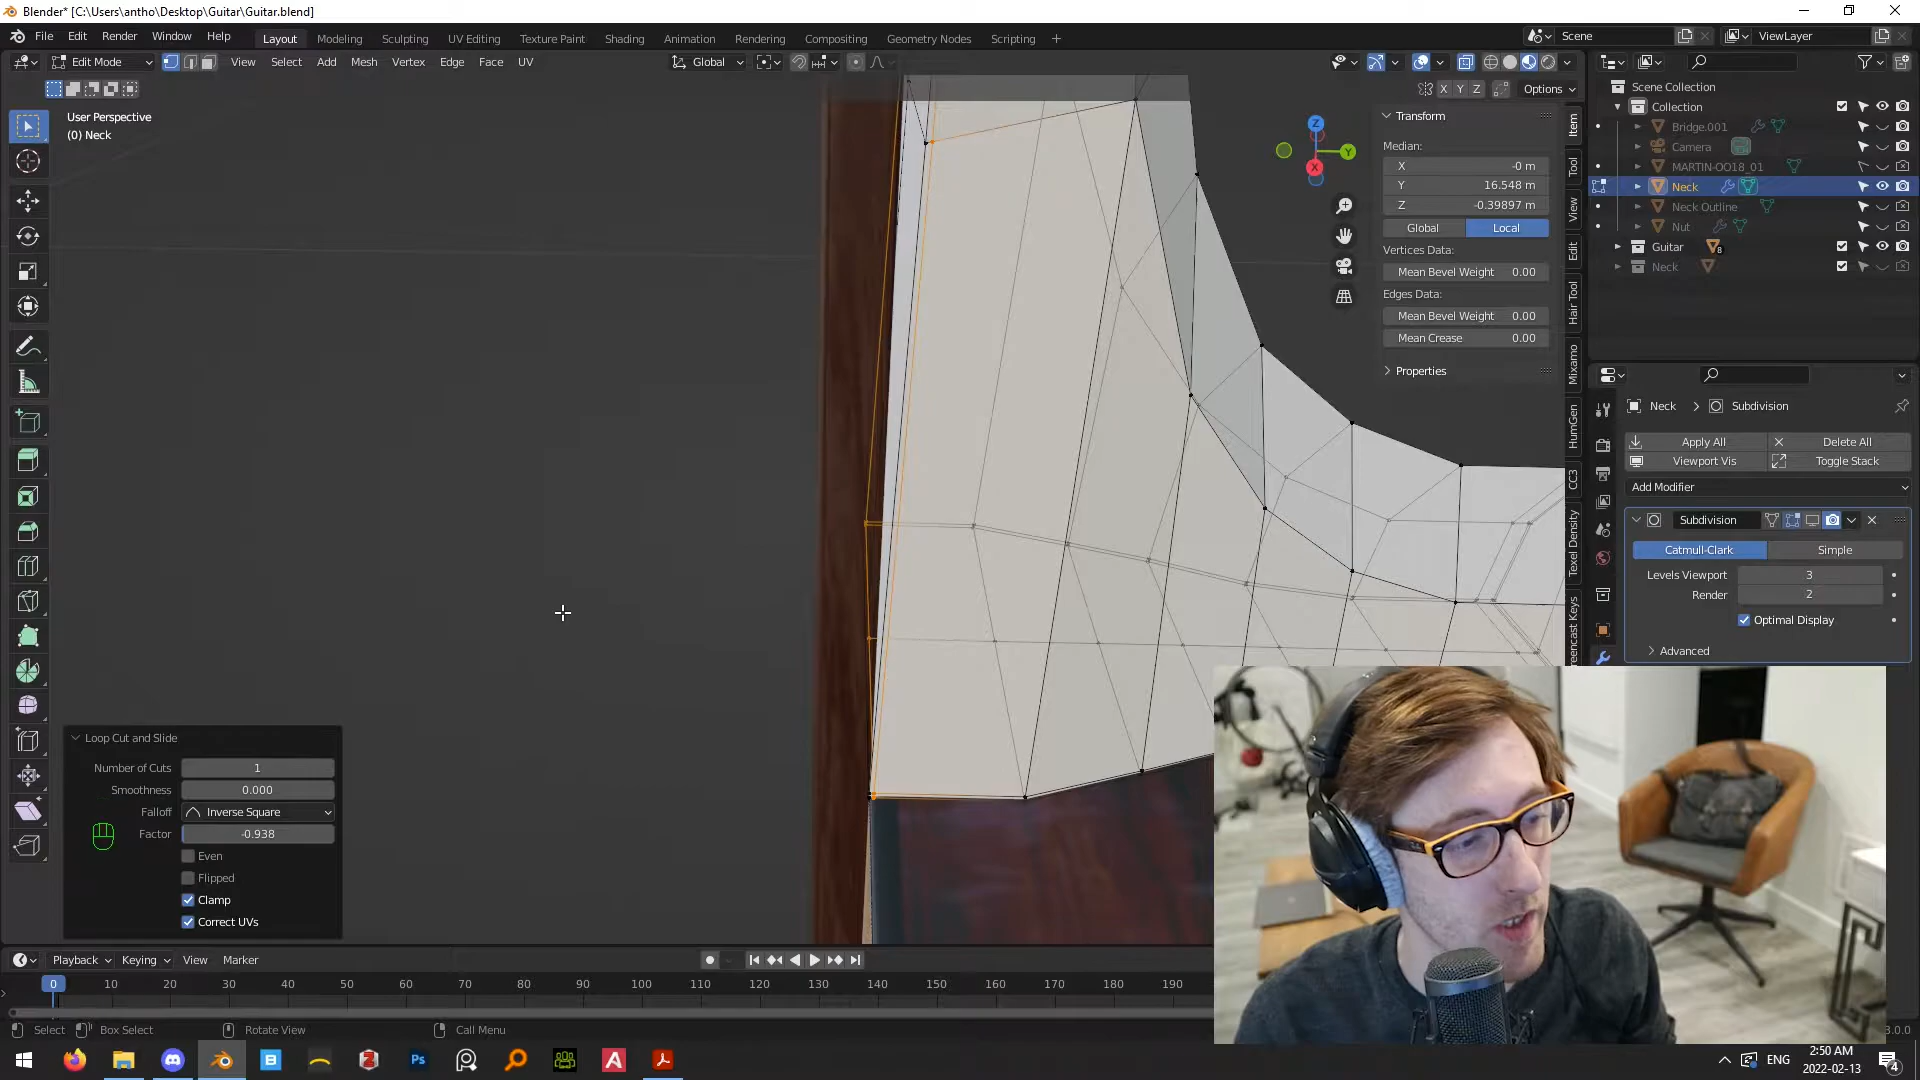 Blender* [C:\Users\antho\Desktop\Guitar\Guitar.blend]
File Edit Render Window Help
Layout Modeling Sculpting UV Editing Texture Paint Shading Animation Rendering Compositing Geometry Nodes Scripting +
Scene ViewLayer
Edit Mode View Select Add Mesh Vertex Edge Face UV Global
X Y Z Options
User Perspective
(0) Neck
Z
Y
X
Transform
Median:
X -0 m
Y 16.548 m
Z -0.39897 m
Global Local
Vertices Data:
Mean Bevel Weight 0.00
Edges Data:
Mean Bevel Weight 0.00
Mean Crease 0.00
Properties
Item
Tool
View
Edit
Hair Tool
Mixamo
HumGen
CC3
Texel Density
reencast Keys
Scene Collection
Collection
Bridge.001
Camera
MARTIN-OO18_01
Neck
Neck Outline
Nut
Guitar 8
Neck
Neck > Subdivision
Apply All Delete All
Viewport Vis Toggle Stack
Add Modifier
Subdivision
Catmull-Clark Simple
Levels Viewport 3
Render 2
Optimal Display
Advanced
Loop Cut and Slide
Number of Cuts 1
Smoothness 0.000
Falloff Inverse Square
Factor -0.938
Even
Flipped
Clamp
Correct UVs
Playback Keying View Marker
0 10 20 30 40 50 60 70 80 90 100 110 120 130 140 150 160 170 180 190
Select Box Select Rotate View Call Menu
3.0.0
B Ps A
ENG
2:50 AM
2022-02-13
4